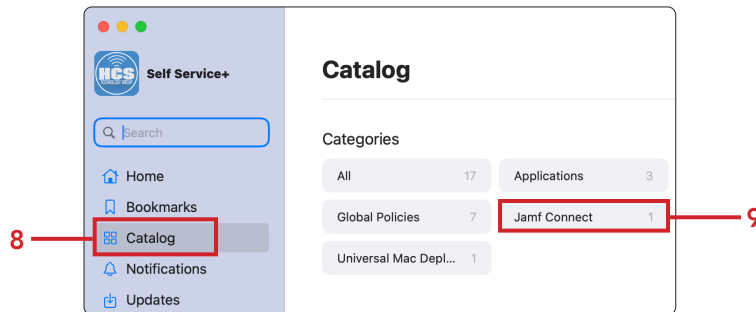 HCS
TECHNOLOGY GROUP
Self Service+
Search
Home
Bookmarks
8
Catalog
Notifications
Updates
Catalog
Categories
All 17
Applications 3
Global Policies 7
Jamf Connect 1
9
Universal Mac Depl... 1